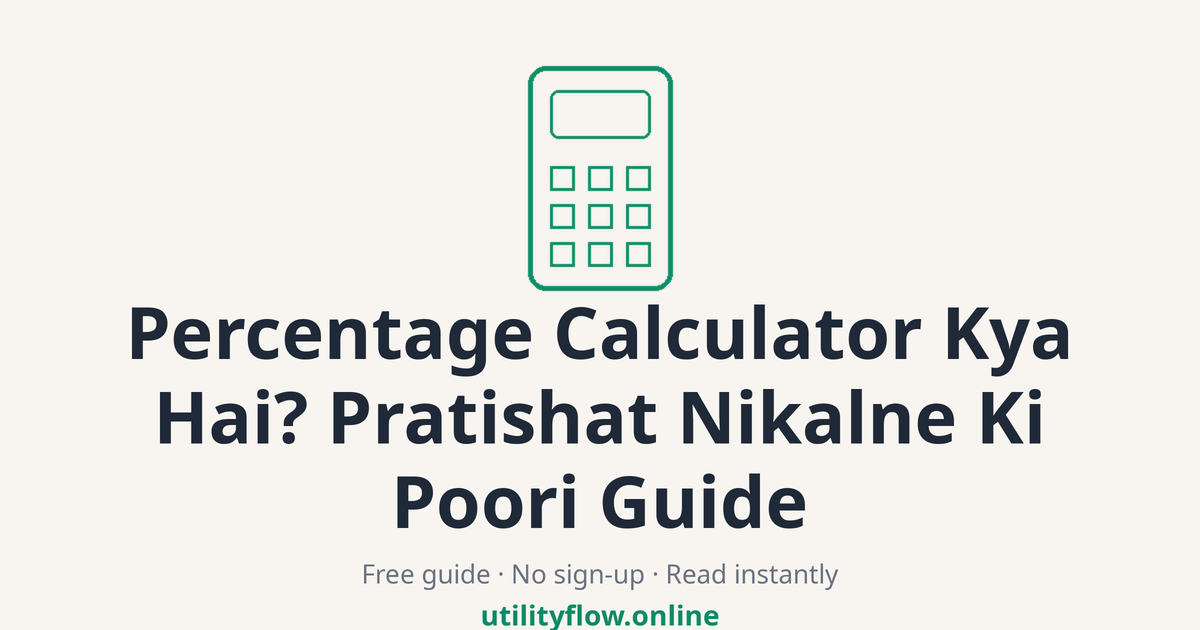 Percentage Calculator Kya
Hai? Pratishat Nikalne Ki
Poori Guide
Free guide · No sign-up · Read instantly
utilityflow.online